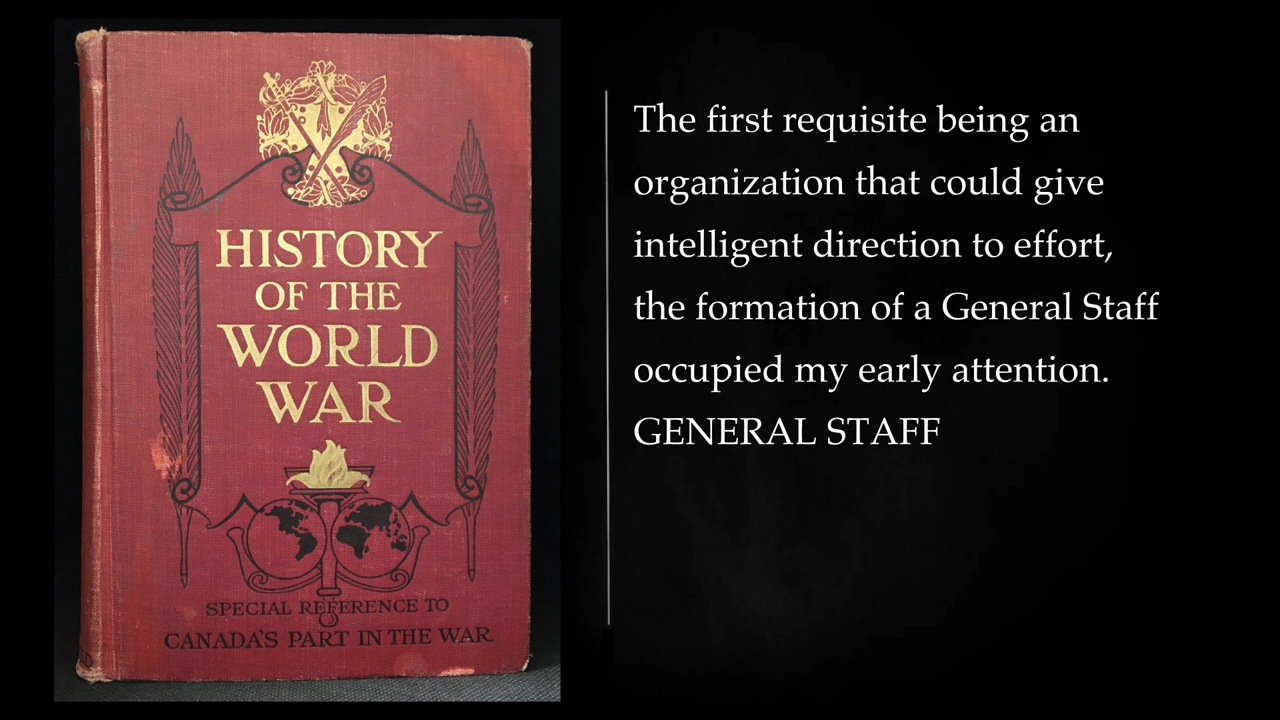 HISTORY
OF THE
WORLD
WAR
SPECIAL REFERENCE TO
CANADA'S PART IN THE WAR
The first requisite being an
organization that could give
intelligent direction to effort,
the formation of a General Staff
occupied my early attention.
GENERAL STAFF